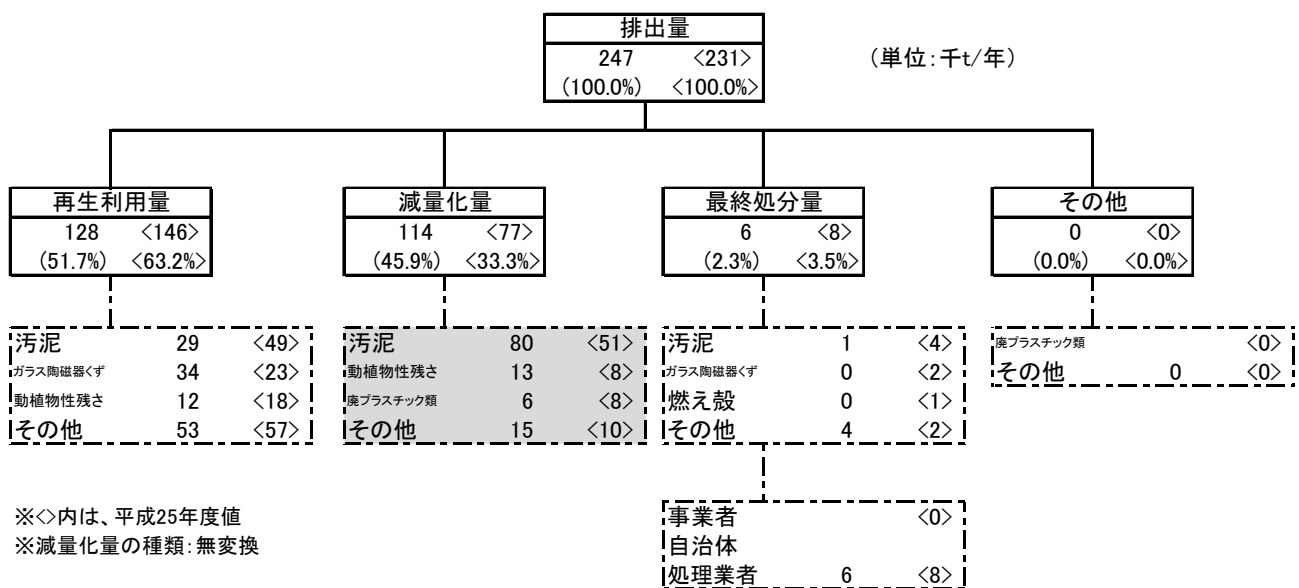 排出量
247 <231>
(100.0%) <100.0%>
（単位：千t/年）
再生利用量
128 <146>
(51.7%) <63.2%>
減量化量
114 <77>
(45.9%) <33.3%>
最終処分量
6 <8>
(2.3%) <3.5%>
その他
0 <0>
(0.0%) <0.0%>
汚泥 29 <49>
ガラス陶磁器くず 34 <23>
動植物性残さ 12 <18>
その他 53 <57>
汚泥 80 <51>
動植物性残さ 13 <8>
廃プラスチック類 6 <8>
その他 15 <10>
汚泥 1 <4>
ガラス陶磁器くず 0 <2>
燃え殻 0 <1>
その他 4 <2>
廃プラスチック類 <0>
その他 0 <0>
事業者 <0>
自治体
処理業者 6 <8>
※<>内は、平成25年度値
※減量化量の種類：無変換